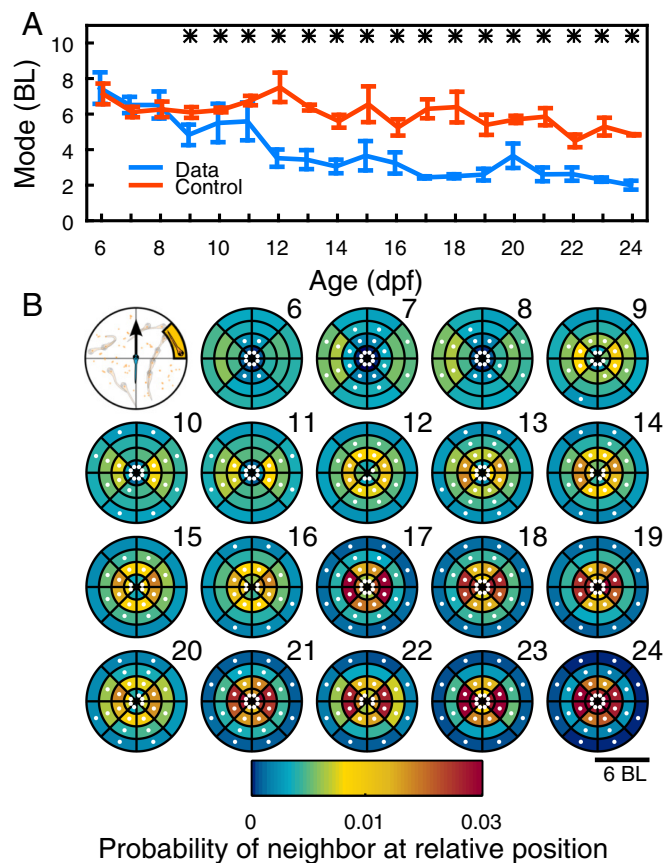 A
10
8
6
4
2
0
Mode (BL)
* * * * * * * * * * * * * * * *
Data
Control
6 8 10 12 14 16 18 20 22 24
Age (dpf)
B
6 7 8 9
10 11 12 13 14
15 16 17 18 19
20 21 22 23 24
6 BL
0 0.01 0.03
Probability of neighbor at relative position